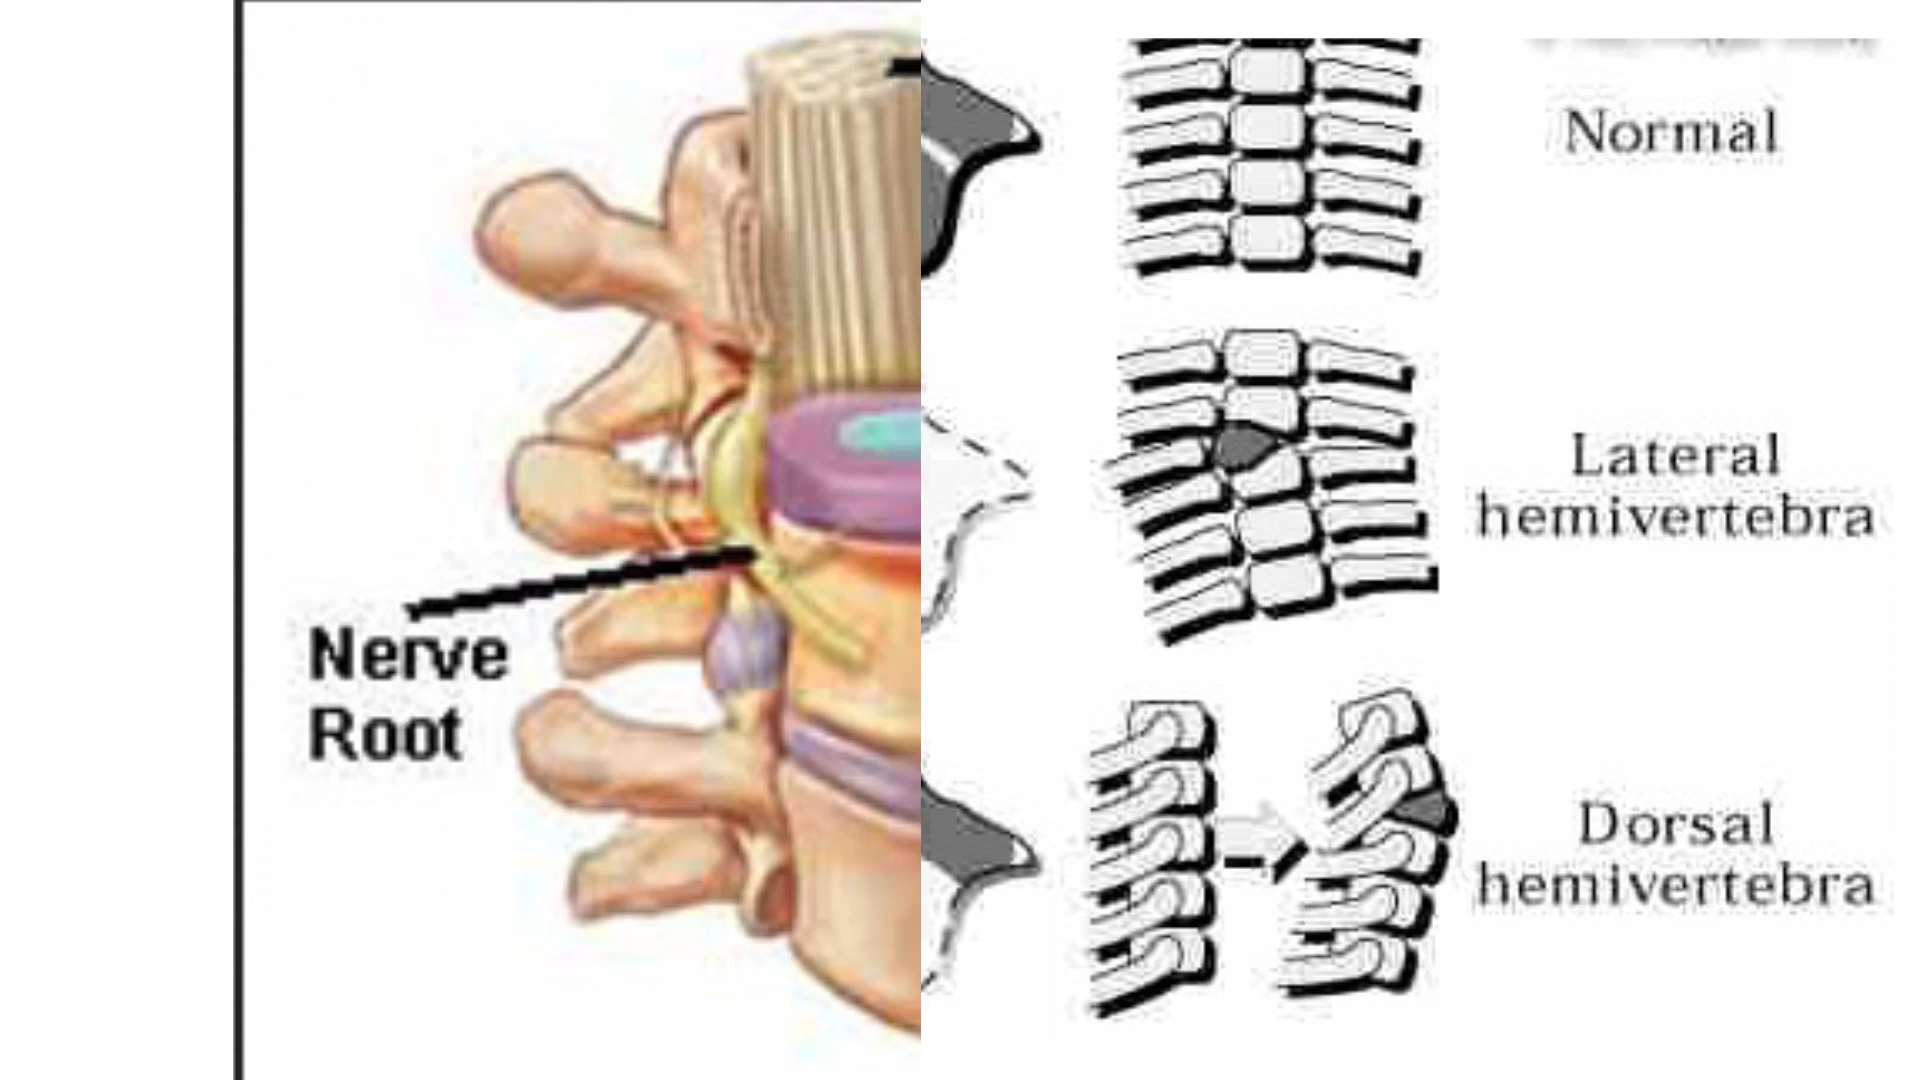 Nerve
Root
Normal
Lateral
hemivertebra
Dorsal
hemivertebra